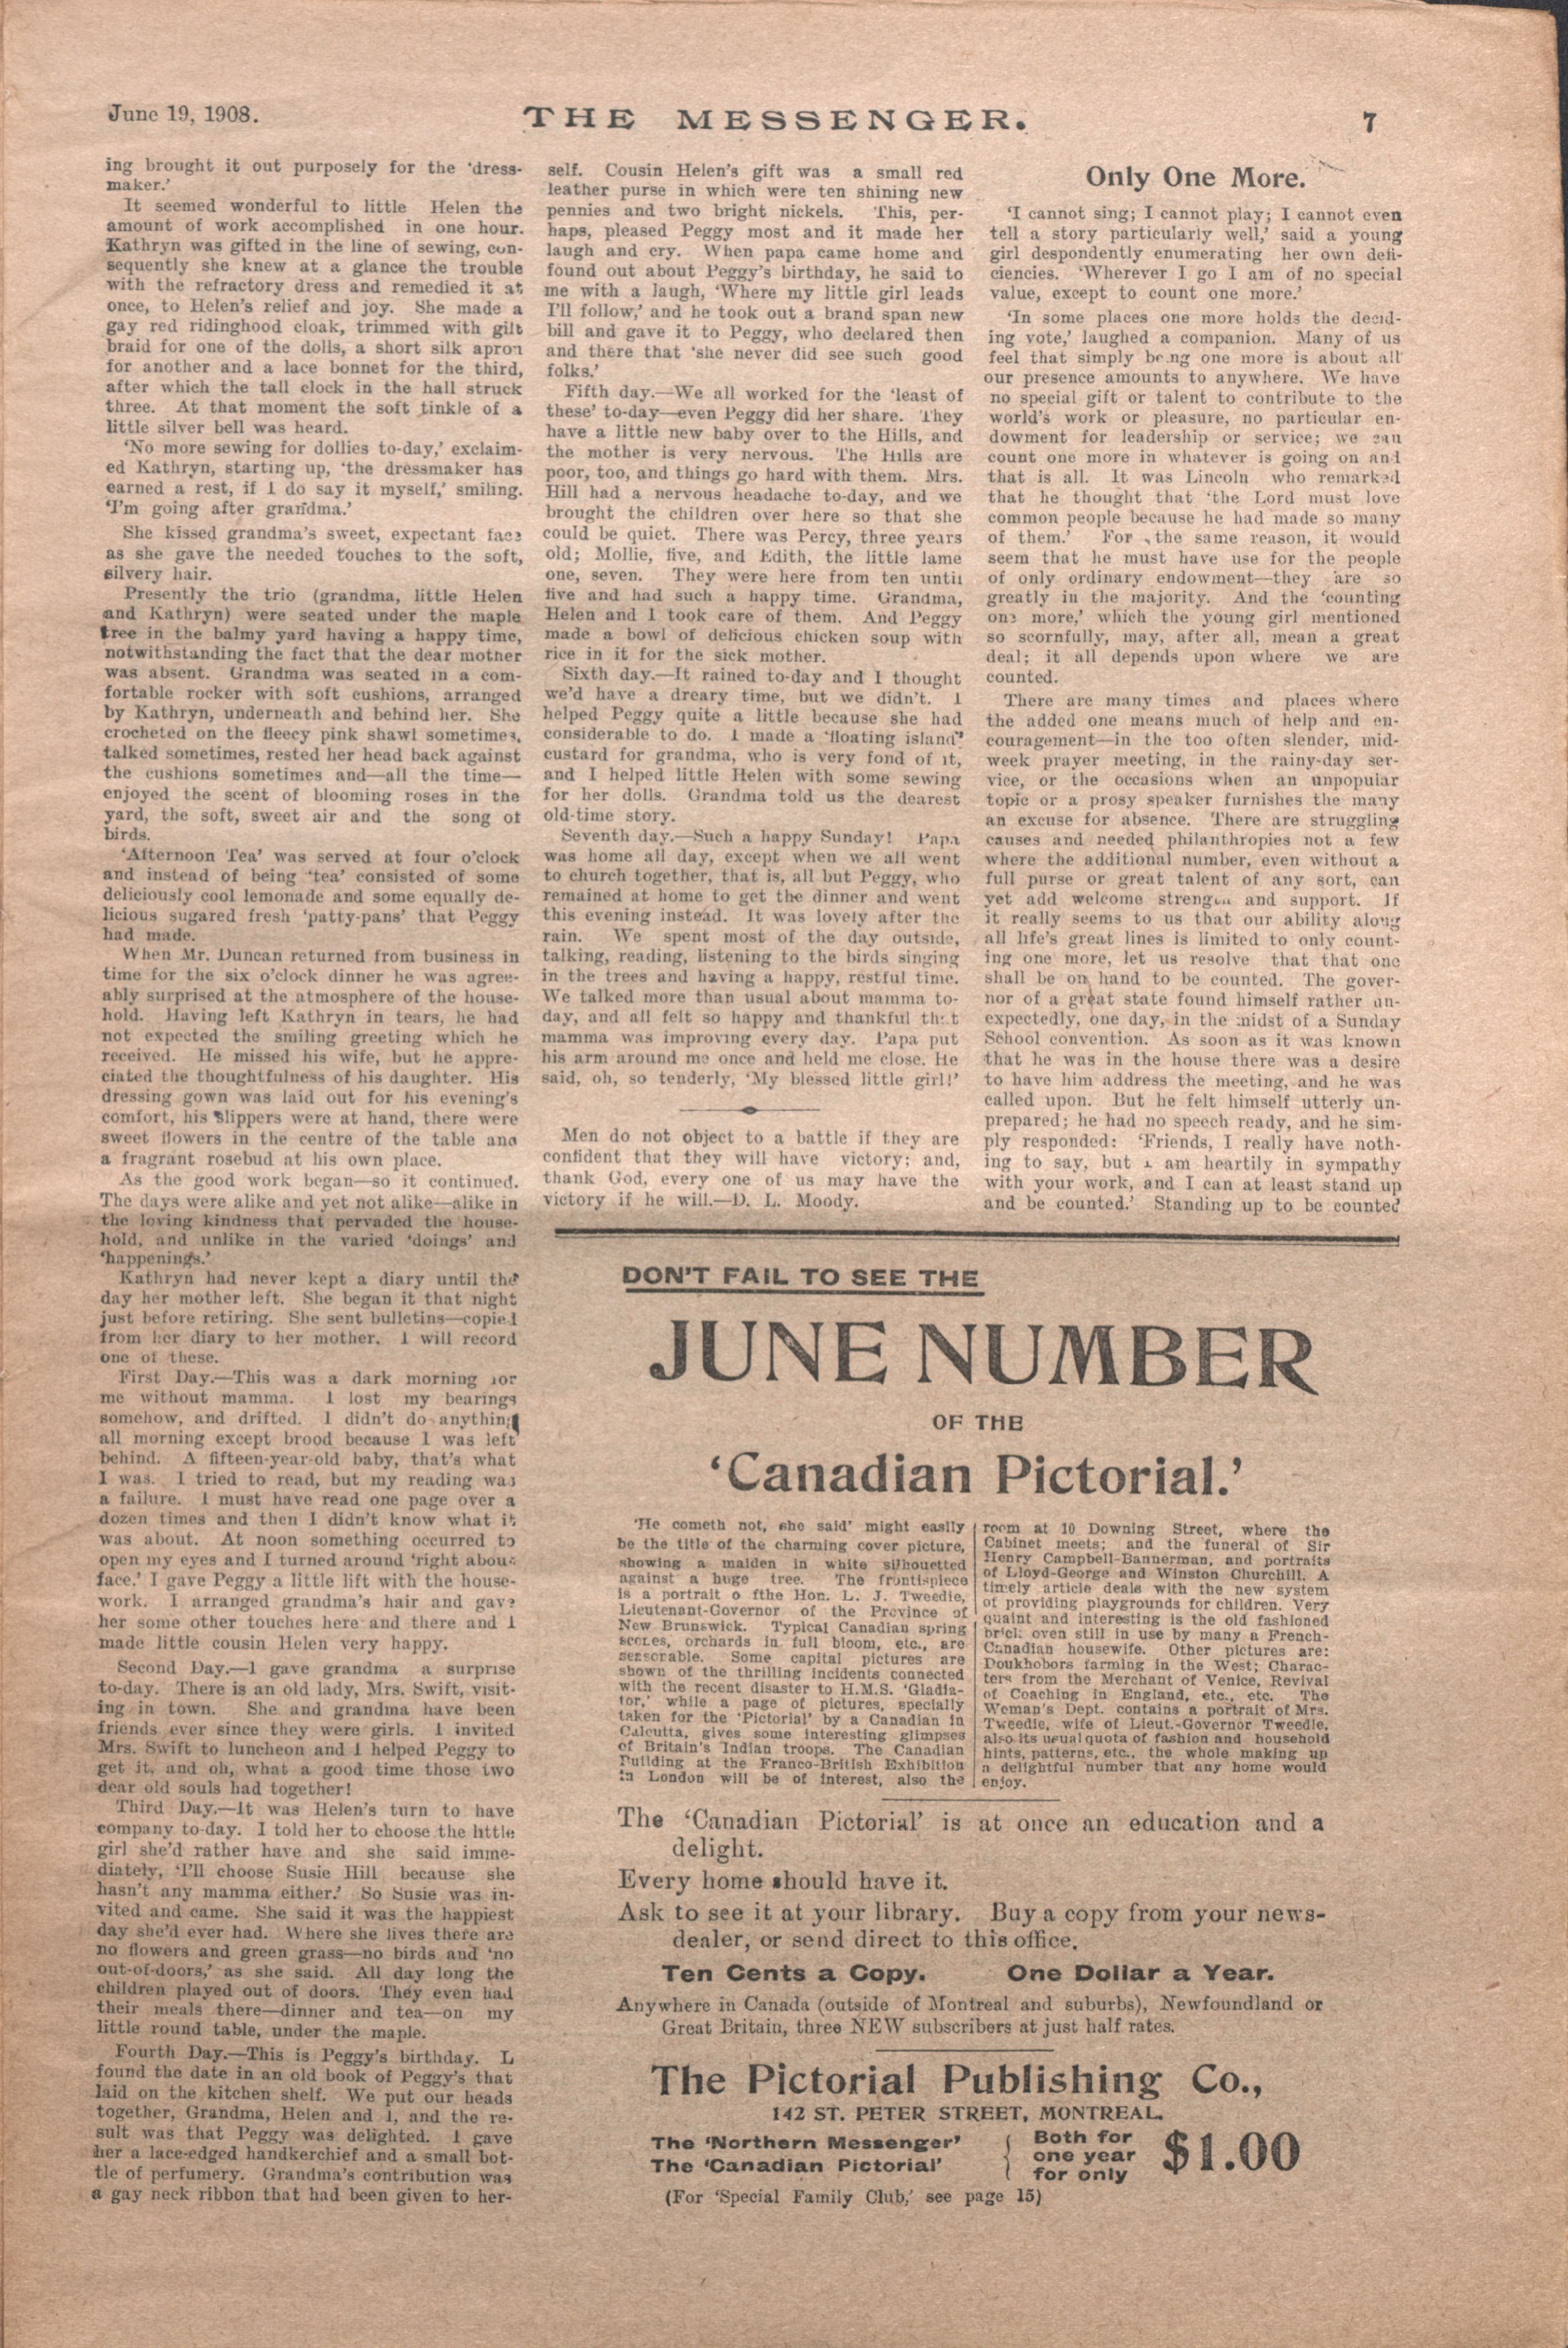 June 19, 1908.
THE MESSENGER.
7
ing brought it out purposely for the ‘dress-
maker.’
It seemed wonderful to little Helen the
amount of work accomplished in one hour.
Kathryn was gifted in the line of sewing, con-
sequently she knew at a glance the trouble
with the refractory dress and remedied it at
once, to Helen’s relief and joy. She made a
gay red ridinghood cloak, trimmed with gilt
braid for one of the dolls, a short silk apron
for another and a lace bonnet for the third,
after which the tall clock in the hall struck
three. At that moment the soft tinkle of a
little silver bell was heard.
‘No more sewing for dollies to-day,’ exclaim-
ed Kathryn, starting up, ‘the dressmaker has
earned a rest, if I do say it myself,’ smiling.
‘I’m going after grandma.’
She kissed grandma’s sweet, expectant face
as she gave the needed touches to the soft,
silvery hair.
Presently the trio (grandma, little Helen
and Kathryn) were seated under the maple
tree in the balmy yard having a happy time,
notwithstanding the fact that the dear mother
was absent. Grandma was seated in a com-
fortable rocker with soft cushions, arranged
by Kathryn, underneath and behind her. She
crocheted on the fleecy pink shawl sometimes,
talked sometimes, rested her head back against
the cushions sometimes and—all the time—
enjoyed the scent of blooming roses in the
yard, the soft, sweet air and the song of
birds.
‘Afternoon Tea’ was served at four o’clock
and instead of being ‘tea’ consisted of some
deliciously cool lemonade and some equally de-
licious sugared fresh ‘patty-pans’ that Peggy
had made.
When Mr. Duncan returned from business in
time for the six o’clock dinner he was agree-
ably surprised at the atmosphere of the house-
hold. Having left Kathryn in tears, he had
not expected the smiling greeting which he
received. He missed his wife, but he appre-
ciated the thoughtfulness of his daughter. His
dressing gown was laid out for his evening’s
comfort, his slippers were at hand, there were
sweet flowers in the centre of the table and
a fragrant rosebud at his own place.
As the good work began—so it continued.
The days were alike and yet not alike—alike in
the loving kindness that pervaded the house-
hold, and unlike in the varied ‘doings’ and
‘happenings.’
Kathryn had never kept a diary until the
day her mother left. She began it that night
just before retiring. She sent bulletins—copied
from her diary to her mother. I will record
one of these.
First Day.—This was a dark morning for
me without mamma. I lost my bearings
somehow, and drifted. I didn’t do anything
all morning except brood because I was left
behind. A fifteen-year-old baby, that’s what
I was. I tried to read, but my reading was
a failure. I must have read one page over a
dozen times and then I didn’t know what it
was about. At noon something occurred to
open my eyes and I turned around ‘right about
face.’ I gave Peggy a little lift with the house-
work. I arranged grandma’s hair and gave
her some other touches here and there and I
made little cousin Helen very happy.
Second Day.—I gave grandma a surprise
to-day. There is an old lady, Mrs. Swift, visit-
ing in town. She and grandma have been
friends ever since they were girls. I invited
Mrs. Swift to luncheon and I helped Peggy to
get it, and oh, what a good time those two
dear old souls had together!
Third Day.—It was Helen’s turn to have
company to-day. I told her to choose the little
girl she’d rather have and she said imme-
diately, ‘I’ll choose Susie Hill because she
hasn’t any mamma either.’ So Susie was in-
vited and came. She said it was the happiest
day she’d ever had. Where she lives there are
no flowers and green grass—no birds and ‘no
out-of-doors,’ as she said. All day long the
children played out of doors. They even had
their meals there—dinner and tea—on my
little round table, under the maple.
Fourth Day.—This is Peggy’s birthday. I
found the date in an old book of Peggy’s that
laid on the kitchen shelf. We put our heads
together, Grandma, Helen and I, and the re-
sult was that Peggy was delighted. I gave
her a lace-edged handkerchief and a small bot-
tle of perfumery. Grandma’s contribution was
a gay neck ribbon that had been given to her-
self. Cousin Helen’s gift was a small red
leather purse in which were ten shining new
pennies and two bright nickels. This, per-
haps, pleased Peggy most and it made her
laugh and cry. When papa came home and
found out about Peggy’s birthday, he said to
me with a laugh, ‘Where my little girl leads
I’ll follow,’ and he took out a brand span new
bill and gave it to Peggy, who declared then
and there that ‘she never did see such good
folks.’
Fifth day.—We all worked for the ‘least of
these’ to-day—even Peggy did her share. They
have a little new baby over to the Hills, and
the mother is very nervous. The Hills are
poor, too, and things go hard with them. Mrs.
Hill had a nervous headache to-day, and we
brought the children over here so that she
could be quiet. There was Percy, three years
old; Mollie, five, and Edith, the little lame
one, seven. They were here from ten until
five and had such a happy time. Grandma,
Helen and I took care of them. And Peggy
made a bowl of delicious chicken soup with
rice in it for the sick mother.
Sixth day.—It rained to-day and I thought
we’d have a dreary time, but we didn’t. I
helped Peggy quite a little because she had
considerable to do. I made a ‘floating island’
custard for grandma, who is very fond of it,
and I helped little Helen with some sewing
for her dolls. Grandma told us the dearest
old-time story.
Seventh day.—Such a happy Sunday! Papa
was home all day, except when we all went
to church together, that is, all but Peggy, who
remained at home to get the dinner and went
this evening instead. It was lovely after the
rain. We spent most of the day outside,
talking, reading, listening to the birds singing
in the trees and having a happy, restful time.
We talked more than usual about mamma to-
day, and all felt so happy and thankful that
mamma was improving every day. Papa put
his arm around me once and held me close. He
said, oh, so tenderly, ‘My blessed little girl!’
Men do not object to a battle if they are
confident that they will have victory; and,
thank God, every one of us may have the
victory if he will.—D. L. Moody.
Only One More.
‘I cannot sing; I cannot play; I cannot even
tell a story particularly well,’ said a young
girl despondently enumerating her own defi-
ciencies. ‘Wherever I go I am of no special
value, except to count one more.’
‘In some places one more holds the decid-
ing vote,’ laughed a companion. Many of us
feel that simply being one more is about all
our presence amounts to anywhere. We have
no special gift or talent to contribute to the
world’s work or pleasure, no particular en-
dowment for leadership or service; we can
count one more in whatever is going on and
that is all. It was Lincoln who remarked
that he thought that ‘the Lord must love
common people because he had made so many
of them.’ For the same reason, it would
seem that he must have use for the people
of only ordinary endowment—they are so
greatly in the majority. And the ‘counting
one more,’ which the young girl mentioned
so scornfully, may, after all, mean a great
deal; it all depends upon where we are
counted.
There are many times and places where
the added one means much of help and en-
couragement—in the too often slender, mid-
week prayer meeting, in the rainy-day ser-
vice, or the occasions when an unpopular
topic or a prosy speaker furnishes the many
an excuse for absence. There are struggling
causes and needed philanthropies not a few
where the additional number, even without a
full purse or great talent of any sort, can
yet add welcome strength and support. If
it really seems to us that our ability along
all life’s great lines is limited to only count-
ing one more, let us resolve that that one
shall be on hand to be counted. The gover-
nor of a great state found himself rather un-
expectedly, one day, in the midst of a Sunday
School convention. As soon as it was known
that he was in the house there was a desire
to have him address the meeting, and he was
called upon. But he felt himself utterly un-
prepared; he had no speech ready, and he sim-
ply responded: ‘Friends, I really have noth-
ing to say, but I am heartily in sympathy
with your work, and I can at least stand up
and be counted.’ Standing up to be counted
DON’T FAIL TO SEE THE
JUNE NUMBER
OF THE
‘Canadian Pictorial.’
‘He cometh not, she said’ might easily
be the title of the charming cover picture,
showing a maiden in white silhouetted
against a huge tree. The frontispiece
is a portrait o fthe Hon. L. J. Tweedie,
Lieutenant-Governor of the Province of
New Brunswick. Typical Canadian spring
scenes, orchards in full bloom, etc., are
seasonable. Some capital pictures are
shown of the thrilling incidents connected
with the recent disaster to H.M.S. ‘Gladia-
tor,’ while a page of pictures, specially
taken for the ‘Pictorial’ by a Canadian in
Calcutta, gives some interesting glimpses
of Britain’s Indian troops. The Canadian
Building at the Franco-British Exhibition
in London will be of interest, also the
room at 10 Downing Street, where the
Cabinet meets; and the funeral of Sir
Henry Campbell-Bannerman, and portraits
of Lloyd-George and Winston Churchill. A
timely article deals with the new system
of providing playgrounds for children. Very
quaint and interesting is the old fashioned
brick oven still in use by many a French-
Canadian housewife. Other pictures are:
Doukhobors farming in the West; Charac-
ters from the Merchant of Venice, Revival
of Coaching in England, etc., etc. The
Woman’s Dept. contains a portrait of Mrs.
Tweedie, wife of Lieut.-Governor Tweedie,
also its usual quota of fashion and household
hints, patterns, etc., the whole making up
a delightful number that any home would
enjoy.
The ‘Canadian Pictorial’ is at once an education and a
delight.
Every home should have it.
Ask to see it at your library. Buy a copy from your news-
dealer, or send direct to this office.
Ten Cents a Copy. One Dollar a Year.
Anywhere in Canada (outside of Montreal and suburbs), Newfoundland or
Great Britain, three NEW subscribers at just half rates.
The Pictorial Publishing Co.,
142 ST. PETER STREET, MONTREAL.
The ‘Northern Messenger’
The ‘Canadian Pictorial’
Both for
one year
for only
$1.00
(For ‘Special Family Club,’ see page 15)